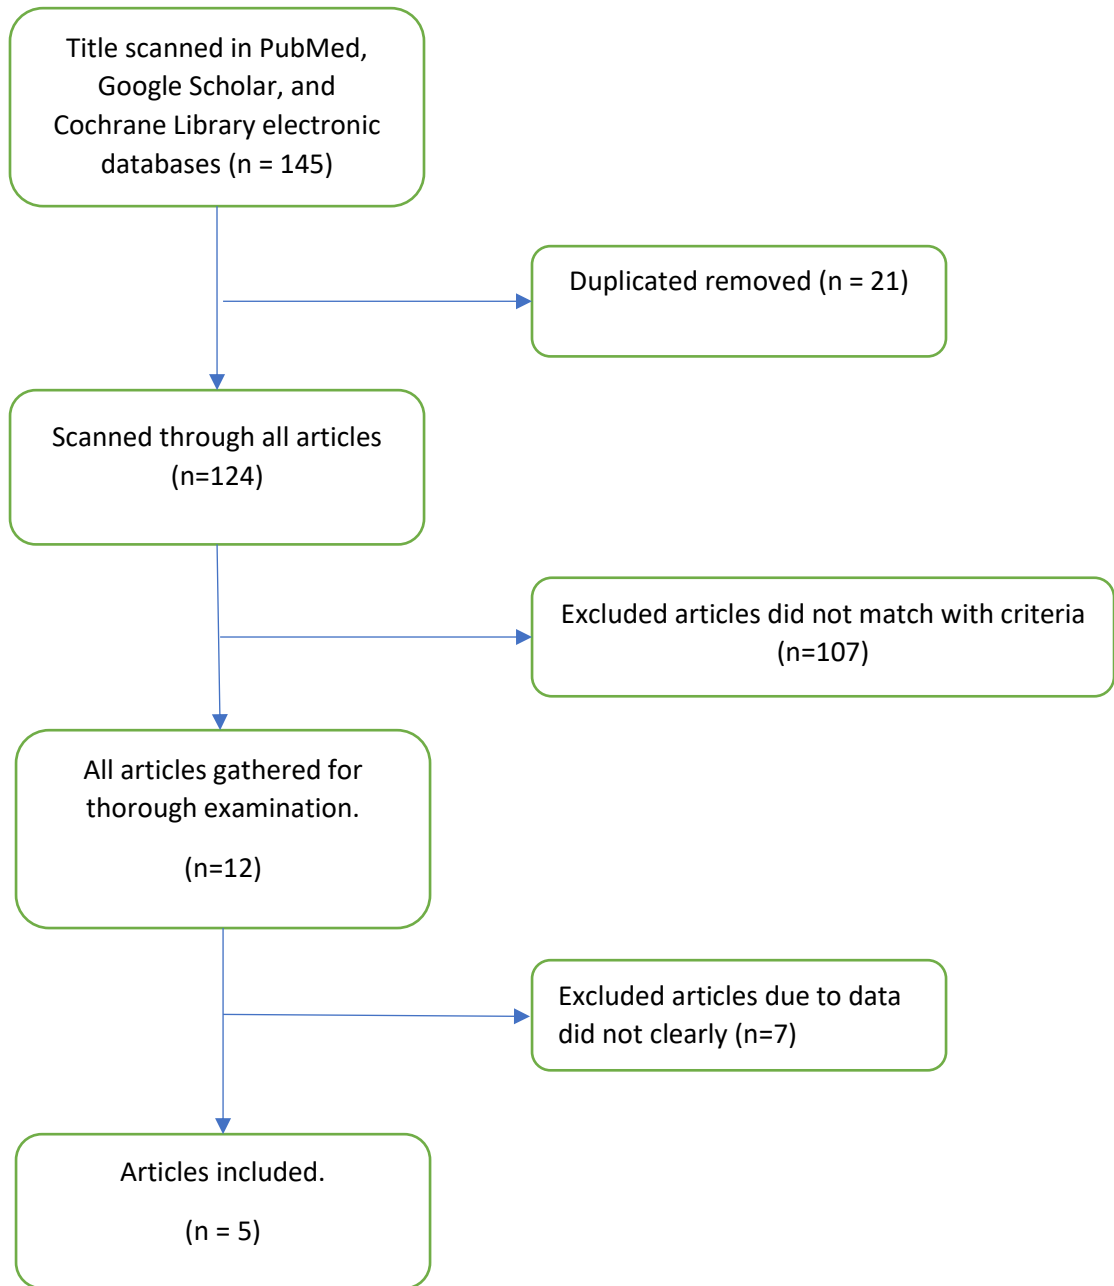 Title scanned in PubMed,
Google Scholar, and
Cochrane Library electronic
databases (n = 145)
Duplicated removed (n = 21)
Scanned through all articles
(n=124)
Excluded articles did not match with criteria
(n=107)
All articles gathered for
thorough examination.
(n=12)
Excluded articles due to data
did not clearly (n=7)
Articles included.
(n = 5)